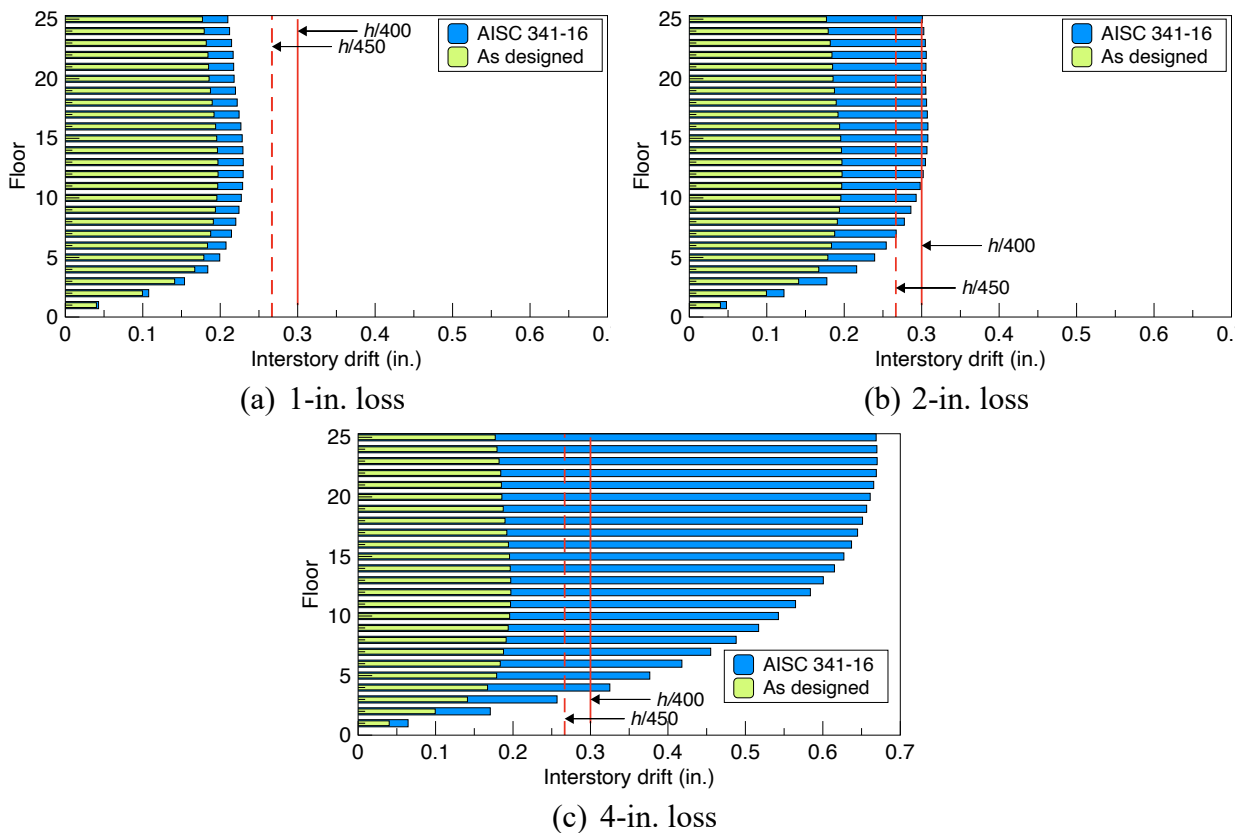 25
20
15
10
5
0
Floor
h/400
h/450
AISC 341-16
As designed
0 0.1 0.2 0.3 0.4 0.5 0.6 0.
Interstory drift (in.)
(a) 1-in. loss
25
20
15
10
5
0
Floor
AISC 341-16
As designed
h/400
h/450
0 0.1 0.2 0.3 0.4 0.5 0.6 0.
Interstory drift (in.)
(b) 2-in. loss
25
20
15
10
5
0
Floor
AISC 341-16
As designed
h/400
h/450
0 0.1 0.2 0.3 0.4 0.5 0.6 0.7
Interstory drift (in.)
(c) 4-in. loss